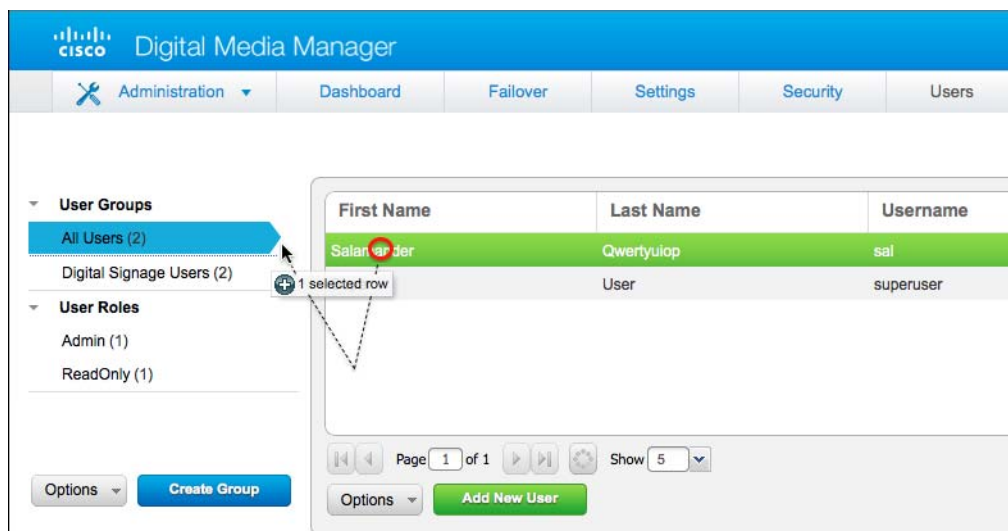 cisco Digital Media Manager
Administration Dashboard Failover Settings Security Users
User Groups
All Users (2)
Digital Signage Users (2)
User Roles
Admin (1)
ReadOnly (1)
Options Create Group
First Name Last Name Username
Salamander Qwertyuiop sal
1 selected row User superuser
Page 1 of 1 Show 5
Options Add New User